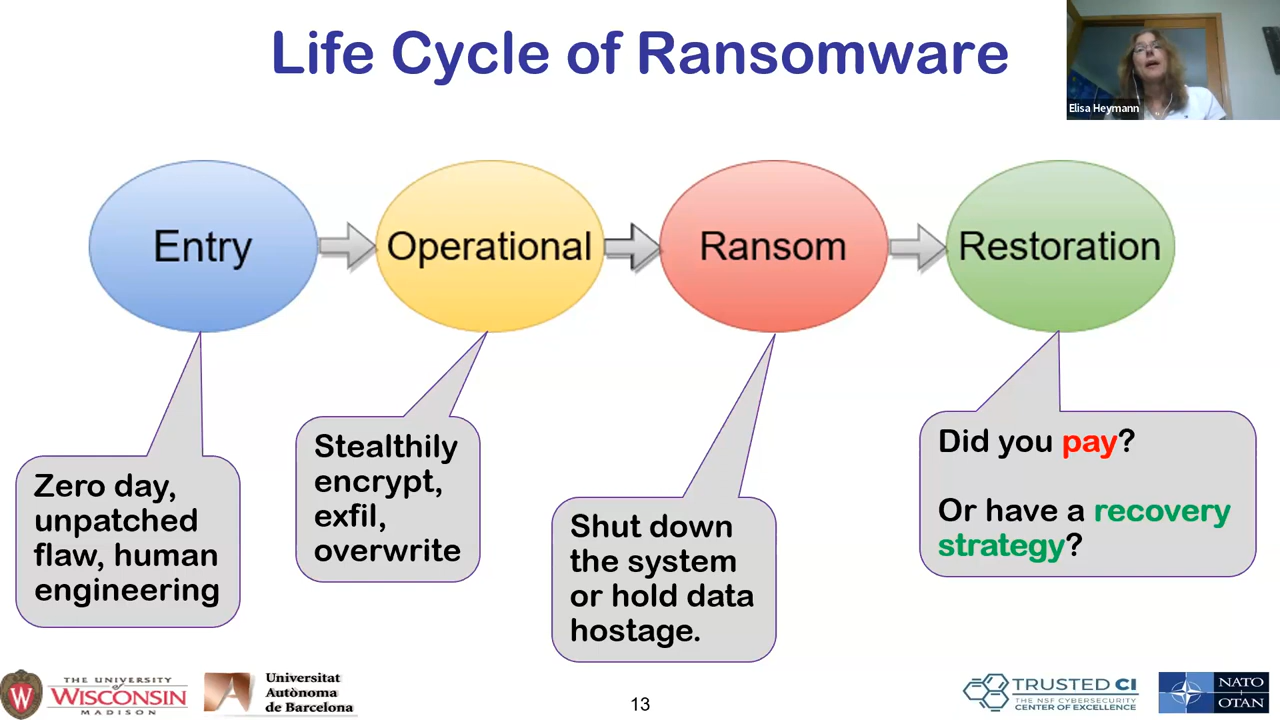 Life Cycle of Ransomware
Elisa Heymann
Entry
Operational
Ransom
Restoration
Zero day,
unpatched
flaw, human
engineering
Stealthily
encrypt,
exfil,
overwrite
Shut down
the system
or hold data
hostage.
Did you pay?
Or have a recovery
strategy?
THE UNIVERSITY
of
WISCONSIN
MADISON
Universitat
Autònoma
de Barcelona
13
TRUSTED CI
THE NSF CYBERSECURITY
CENTER OF EXCELLENCE
NATO
OTAN